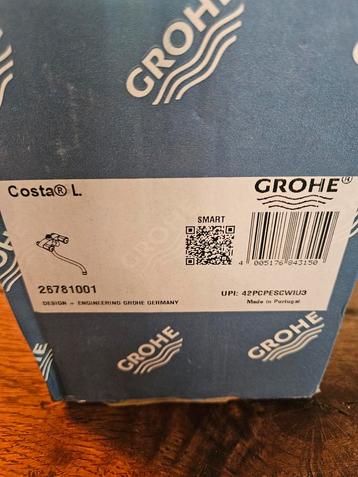 GROHE
GROHE
Costa® L
GROHE®
SMART
4 005176 843150
26781001
UPI: 42PCPESCWIU3
DESIGN + ENGINEERING GROHE GERMANY
Made in Portugal
GROHE
GROHE